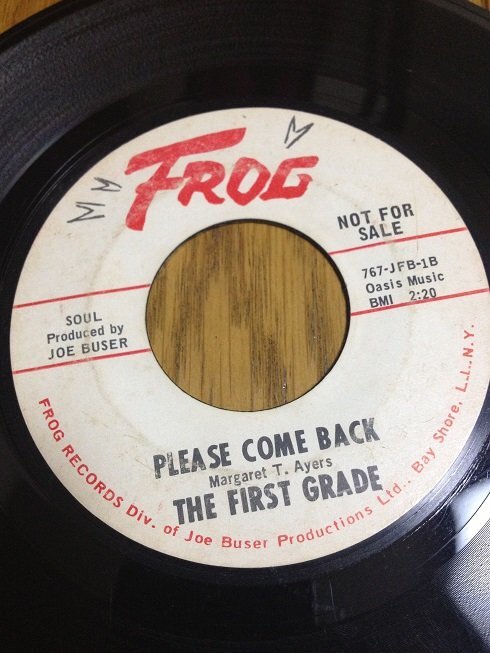 FROG
NOT FOR
SALE
767-JFB-1B
Oasis Music
BMI 2:20
SOUL
Produced by
JOE BUSER
PLEASE COME BACK
Margaret T. Ayers
THE FIRST GRADE
FROG RECORDS Div. of Joe Buser Productions Ltd.. Bay Shore, L.I..N.Y.